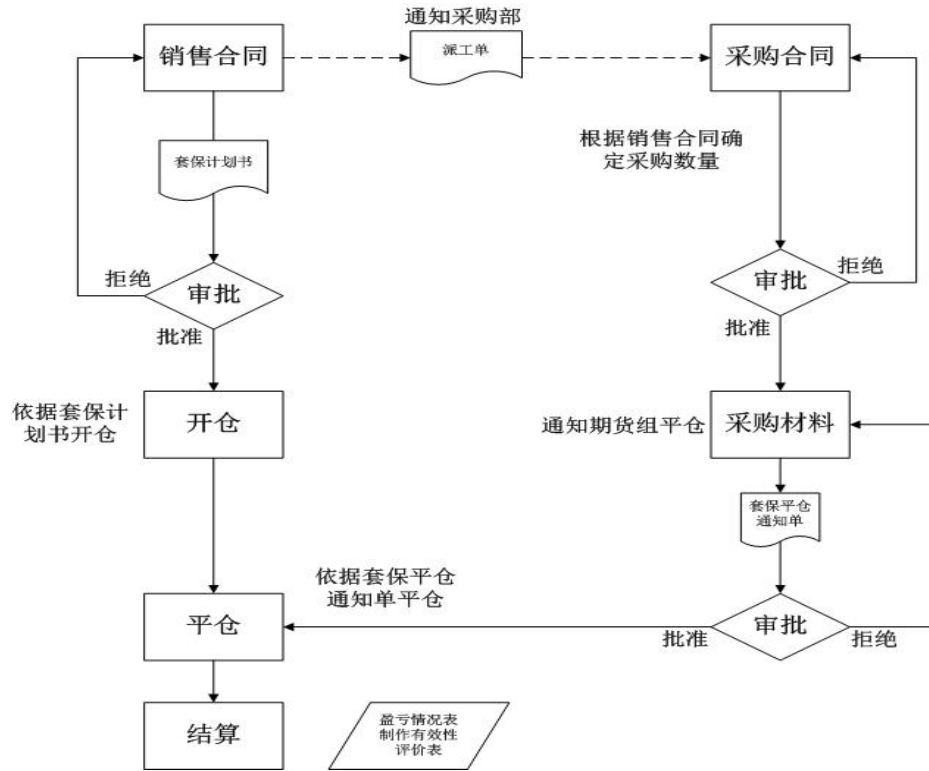 通知采购部
销售合同
派工单
采购合同
根据销售合同确
定采购数量
套保计划书
拒绝
审批
批准
审批
拒绝
批准
依据套保计
划书开仓
开仓
通知期货组平仓
采购材料
套保平仓
通知单
依据套保平仓
通知单平仓
平仓
批准
审批
拒绝
结算
盈亏情况表
制作有效性
评价表